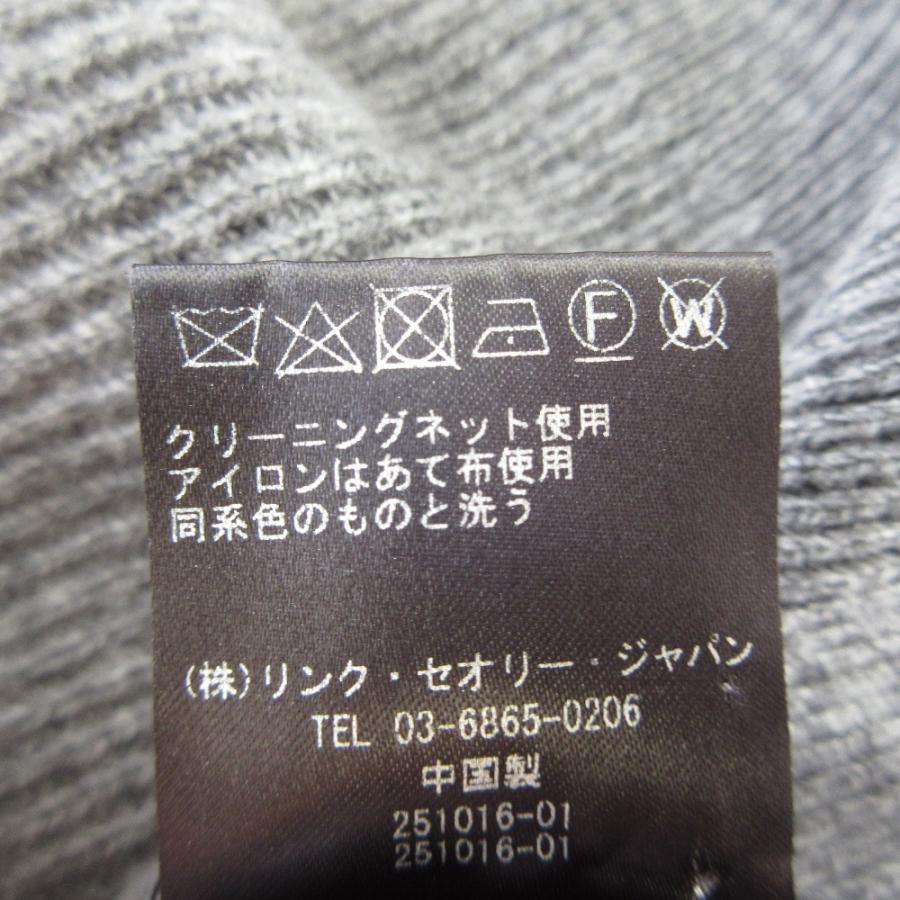 F W
クリーニングネット使用
アイロンはあて布使用
同系色のものと洗う
(株)リンク・セオリー・ジャパン
TEL 03-6865-0206
中国製
251016-01
251016-01